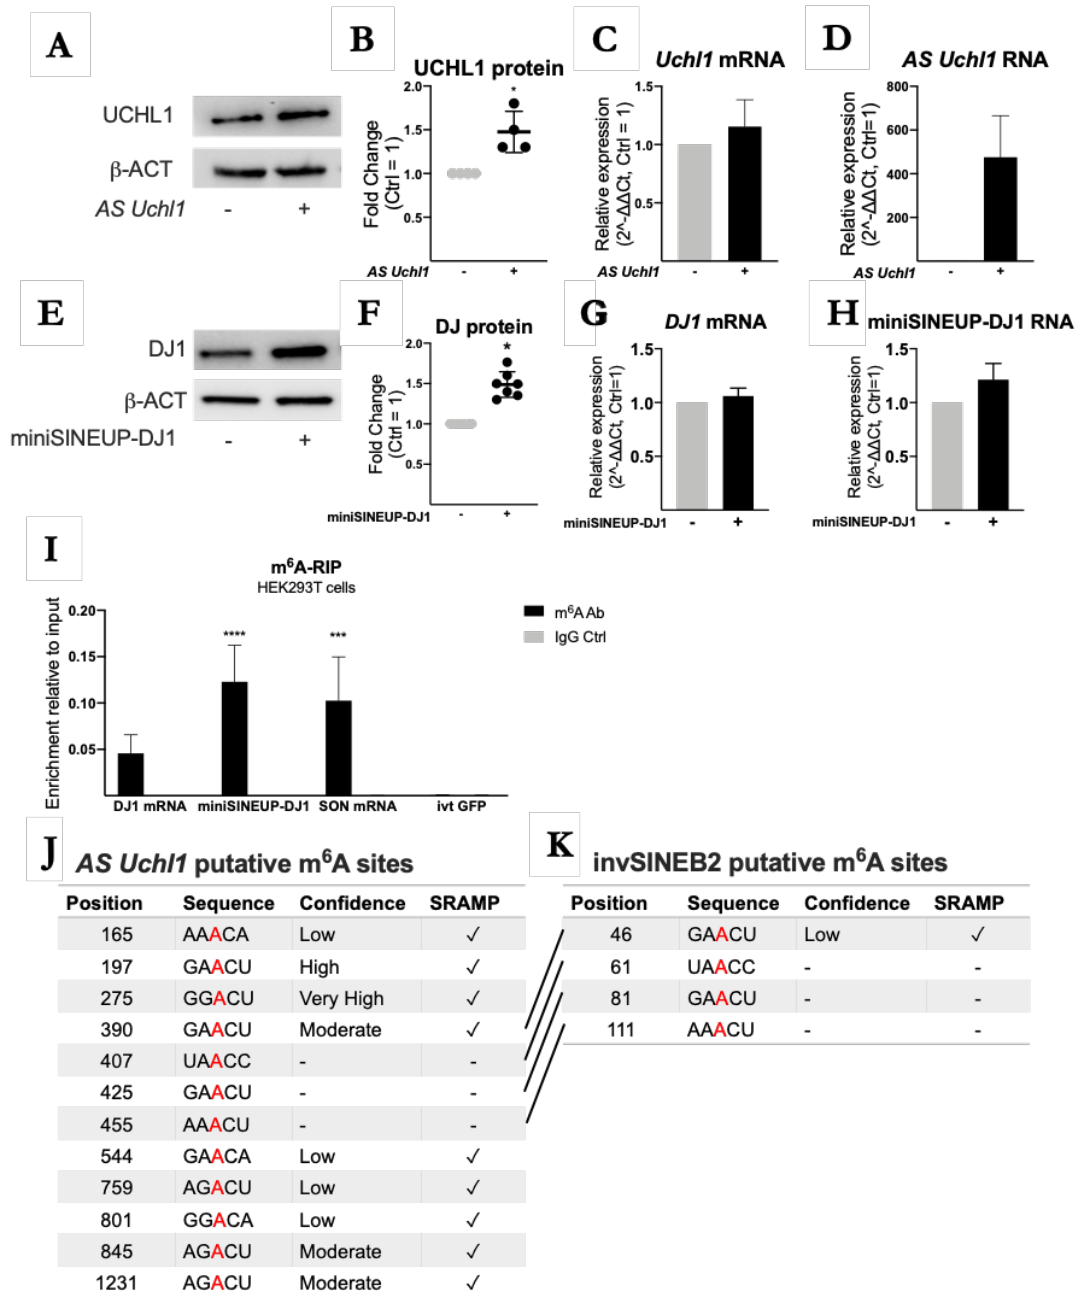 A
UCHL1
β-ACT
AS Uchl1 - +
B
UCHL1 protein
Fold Change
(Ctrl = 1)
2.0
*
1.5
1.0
0.5
AS Uchl1 - +
C
Uchl1 mRNA
Relative expression
(2^-ΔΔCt, Ctrl = 1)
1.5
1.0
0.5
AS Uchl1 - +
D
AS Uchl1 RNA
Relative expression
(2^-ΔΔCt, Ctrl=1)
800
600
400
200
AS Uchl1 - +
E
DJ1
β-ACT
miniSINEUP-DJ1 - +
F
DJ protein
Fold Change
(Ctrl = 1)
2.0
*
1.5
1.0
0.5
miniSINEUP-DJ1 - +
G
DJ1 mRNA
Relative expression
(2^-ΔΔCt, Ctrl=1)
1.5
1.0
0.5
miniSINEUP-DJ1 - +
H
miniSINEUP-DJ1 RNA
Relative expression
(2^-ΔΔCt, Ctrl=1)
1.5
1.0
0.5
miniSINEUP-DJ1 - +
I
m⁶A-RIP
HEK293T cells
Enrichment relative to input
0.20
0.15
0.10
0.05
****
***
m⁶A Ab
IgG Ctrl
DJ1 mRNA miniSINEUP-DJ1 SON mRNA ivt GFP
J
AS Uchl1 putative m⁶A sites
Position Sequence Confidence SRAMP
165 AAACA Low ✓
197 GAACU High ✓
275 GGACU Very High ✓
390 GAACU Moderate ✓
407 UAACC - -
425 GAACU - -
455 AAACU - -
544 GAACA Low ✓
759 AGACU Low ✓
801 GGACA Low ✓
845 AGACU Moderate ✓
1231 AGACU Moderate ✓
K
invSINEB2 putative m⁶A sites
Position Sequence Confidence SRAMP
46 GAACU Low ✓
61 UAACC - -
81 GAACU - -
111 AAACU - -